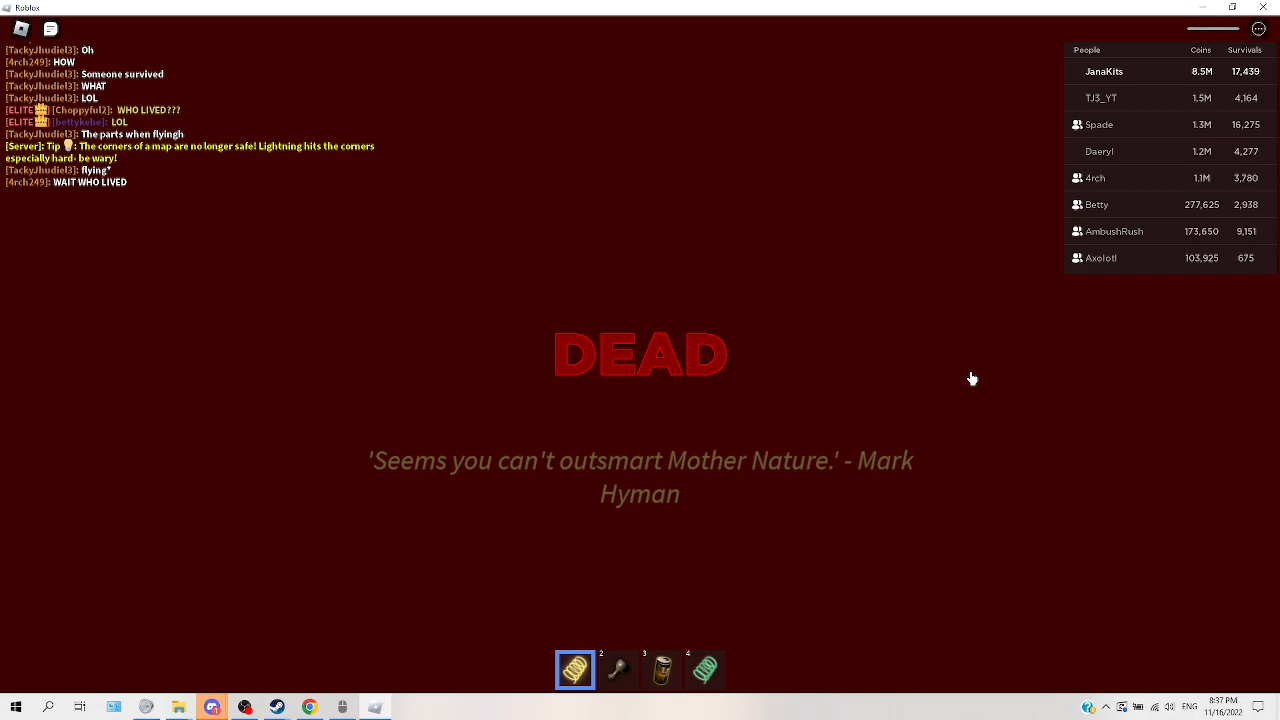 Roblox
[TackyJhudiel3]: Oh
[4rch249]: HOW
[TackyJhudiel3]: Someone survived
[TackyJhudiel3]: WHAT
[TackyJhudiel3]: LOL
[ELITE] [Choppyful2]: WHO LIVED???
[ELITE] [bettykehe]: LOL
[TackyJhudiel3]: The parts when flyingh
[Server]: Tip : The corners of a map are no longer safe! Lightning hits the corners
especially hard- be wary!
[TackyJhudiel3]: flying*
[4rch249]: WAIT WHO LIVED
People Coins Survivals
JanaKits 8.5M 17,439
TJ3_YT 1.5M 4,164
Spade 1.3M 16,275
Daeryl 1.2M 4,277
4rch 1.1M 3,780
Betty 277,625 2,938
AmbushRush 173,650 9,151
Axolotl 103,925 675
DEAD
'Seems you can't outsmart Mother Nature.' - Mark
Hyman
2 3 4
ENG 8:37 PM
11/16/2022